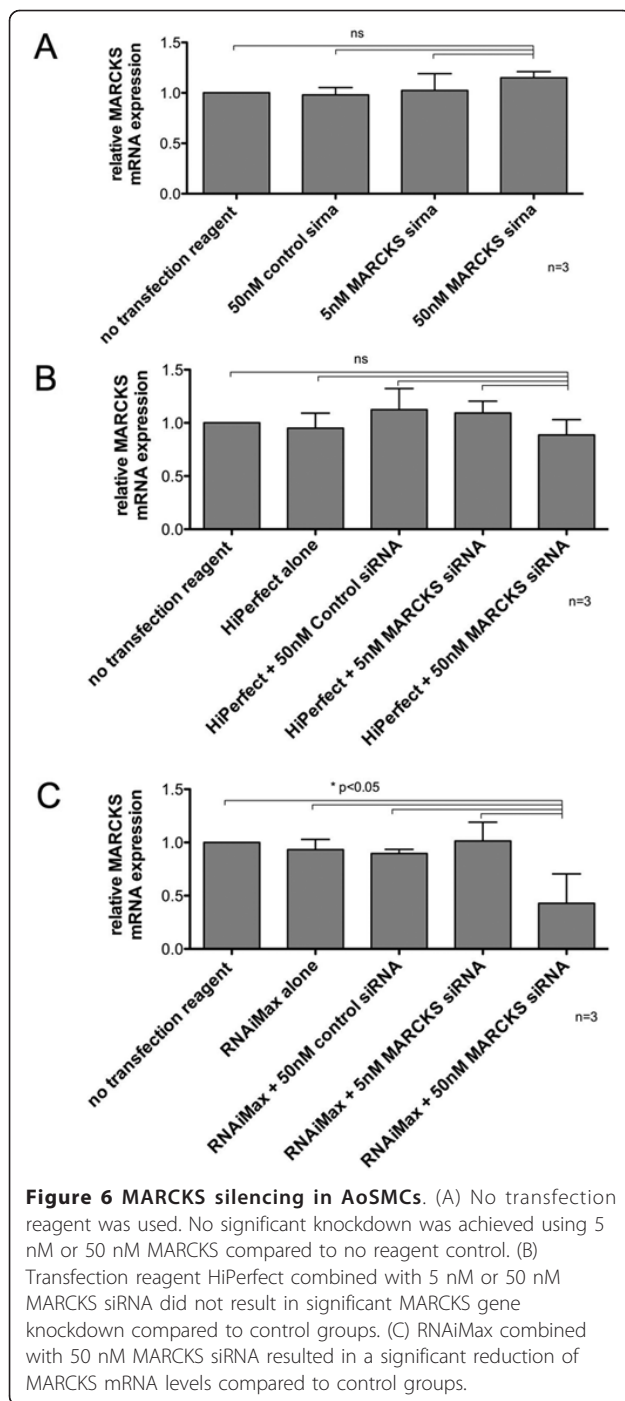 A
ns
relative MARCKS
mRNA expression
1.5
1.0
0.5
0.0
no transfection reagent
50nM control sirna
5nM MARCKS sirna
50nM MARCKS sirna
n=3
B
ns
relative MARCKS
mRNA expression
1.5
1.0
0.5
0.0
no transfection reagent
HiPerfect alone
HiPerfect + 50nM Control siRNA
HiPerfect + 5nM MARCKS siRNA
HiPerfect + 50nM MARCKS siRNA
n=3
C
* p<0.05
relative MARCKS
mRNA expression
1.5
1.0
0.5
0.0
no transfection reagent
RNAiMax alone
RNAiMax + 50nM control siRNA
RNAiMax + 5nM MARCKS siRNA
RNAiMax + 50nM MARCKS siRNA
n=3
Figure 6 MARCKS silencing in AoSMCs. (A) No transfection
reagent was used. No significant knockdown was achieved using 5
nM or 50 nM MARCKS compared to no reagent control. (B)
Transfection reagent HiPerfect combined with 5 nM or 50 nM
MARCKS siRNA did not result in significant MARCKS gene
knockdown compared to control groups. (C) RNAiMax combined
with 50 nM MARCKS siRNA resulted in a significant reduction of
MARCKS mRNA levels compared to control groups.